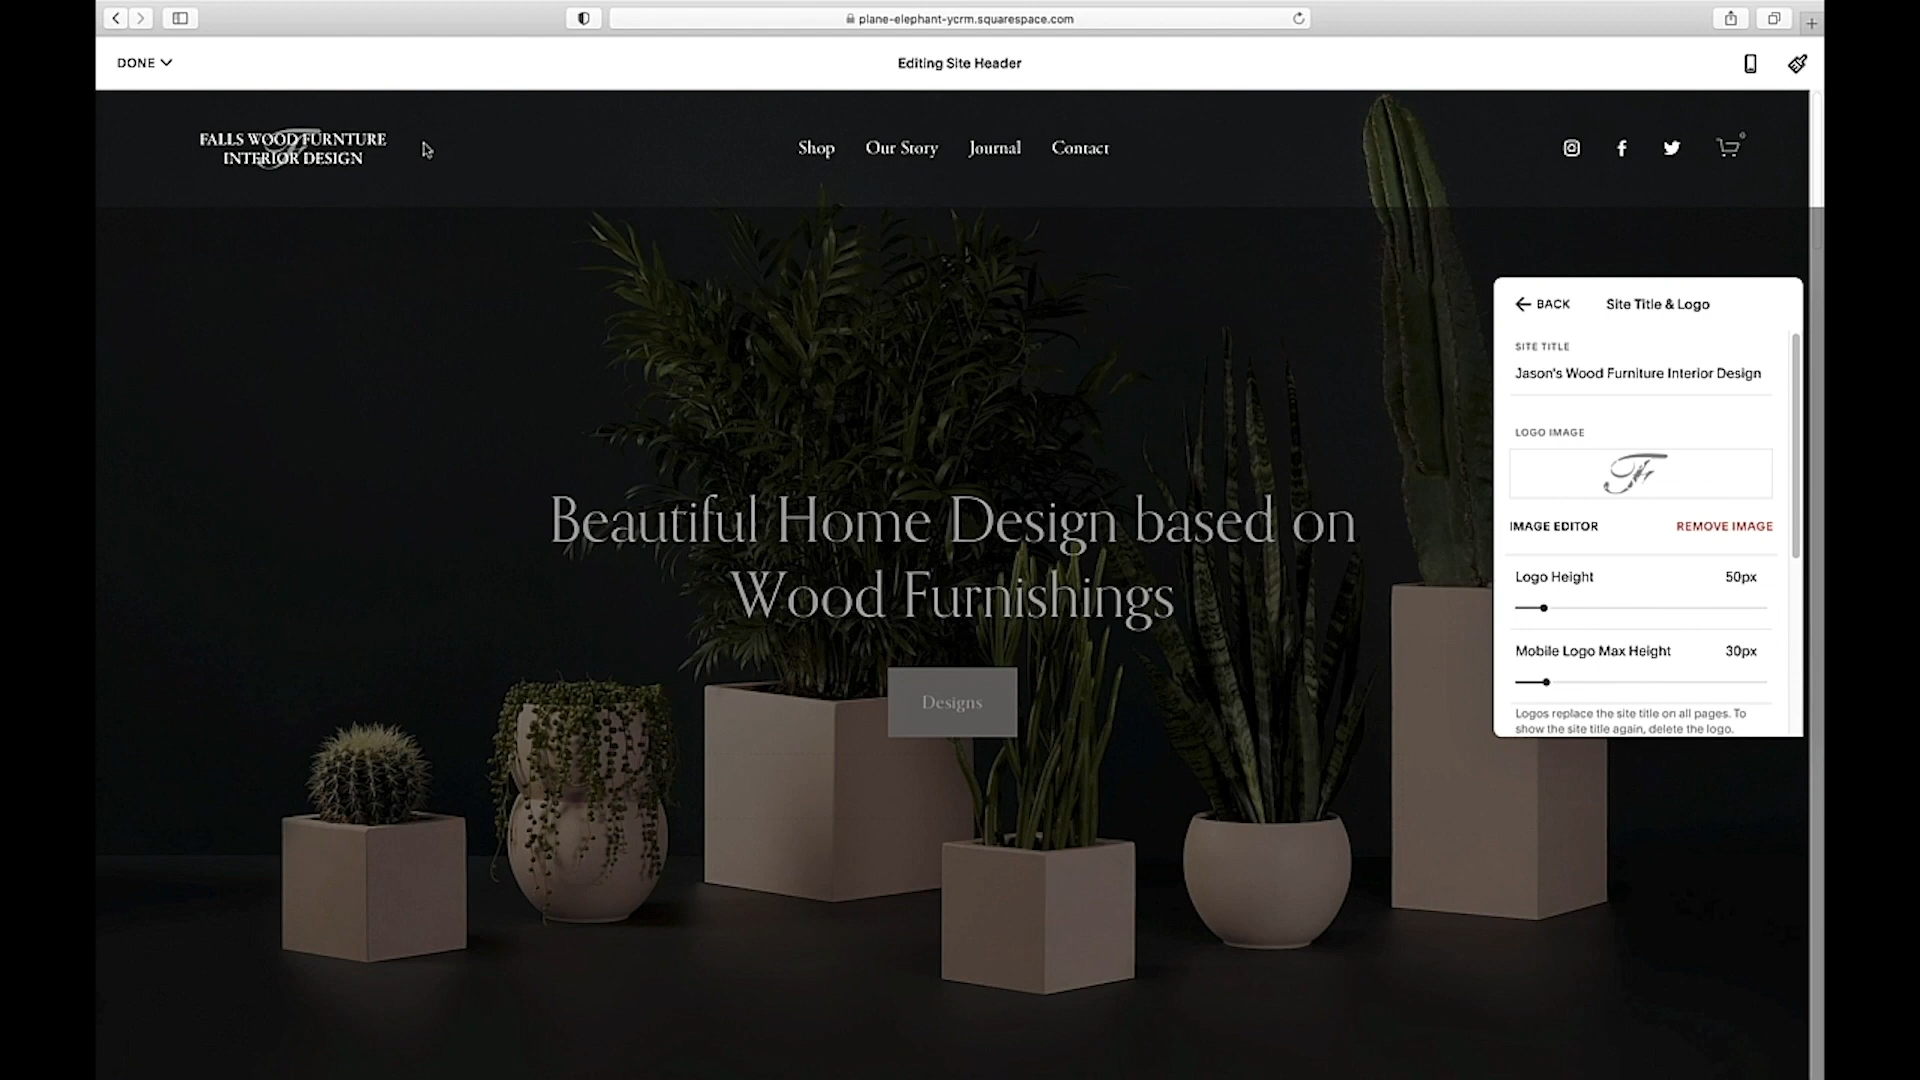 plane-elephant-ycrm.squarespace.com
DONE
Editing Site Header
FALLS WOOD FURNTURE
INTERIOR DESIGN
Shop
Our Story
Journal
Contact
0
BACK
Site Title & Logo
SITE TITLE
Jason's Wood Furniture Interior Design
LOGO IMAGE
F
IMAGE EDITOR
REMOVE IMAGE
Logo Height
50px
Mobile Logo Max Height
30px
Logos replace the site title on all pages. To
show the site title again, delete the logo.
Beautiful Home Design based on
Wood Furnishings
Designs